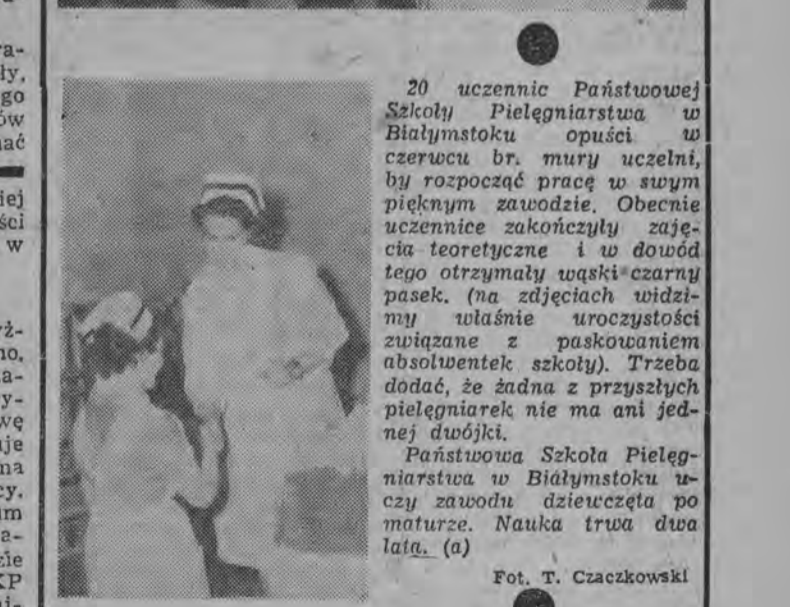 20 uczennic Państwowej
Szkoły Pielęgniarstwa w
Białymstoku opuści w
czerwcu br. mury uczelni,
by rozpocząć pracę w swym
pięknym zawodzie. Obecnie
uczennice zakończyły zaję-
cia teoretyczne i w dowód
tego otrzymały wąski czarny
pasek. (na zdjęciach widzi-
my właśnie uroczystości
związane z paskowaniem
absolwentek szkoły). Trzeba
dodać, że żadna z przyszłych
pielęgniarek nie ma ani jed-
nej dwójki.
Państwowa Szkoła Pielęg-
niarstwa w Białymstoku u-
czy zawodu dziewczęta po
maturze. Nauka trwa dwa
lata. (a)
Fot. T. Czaczkowski